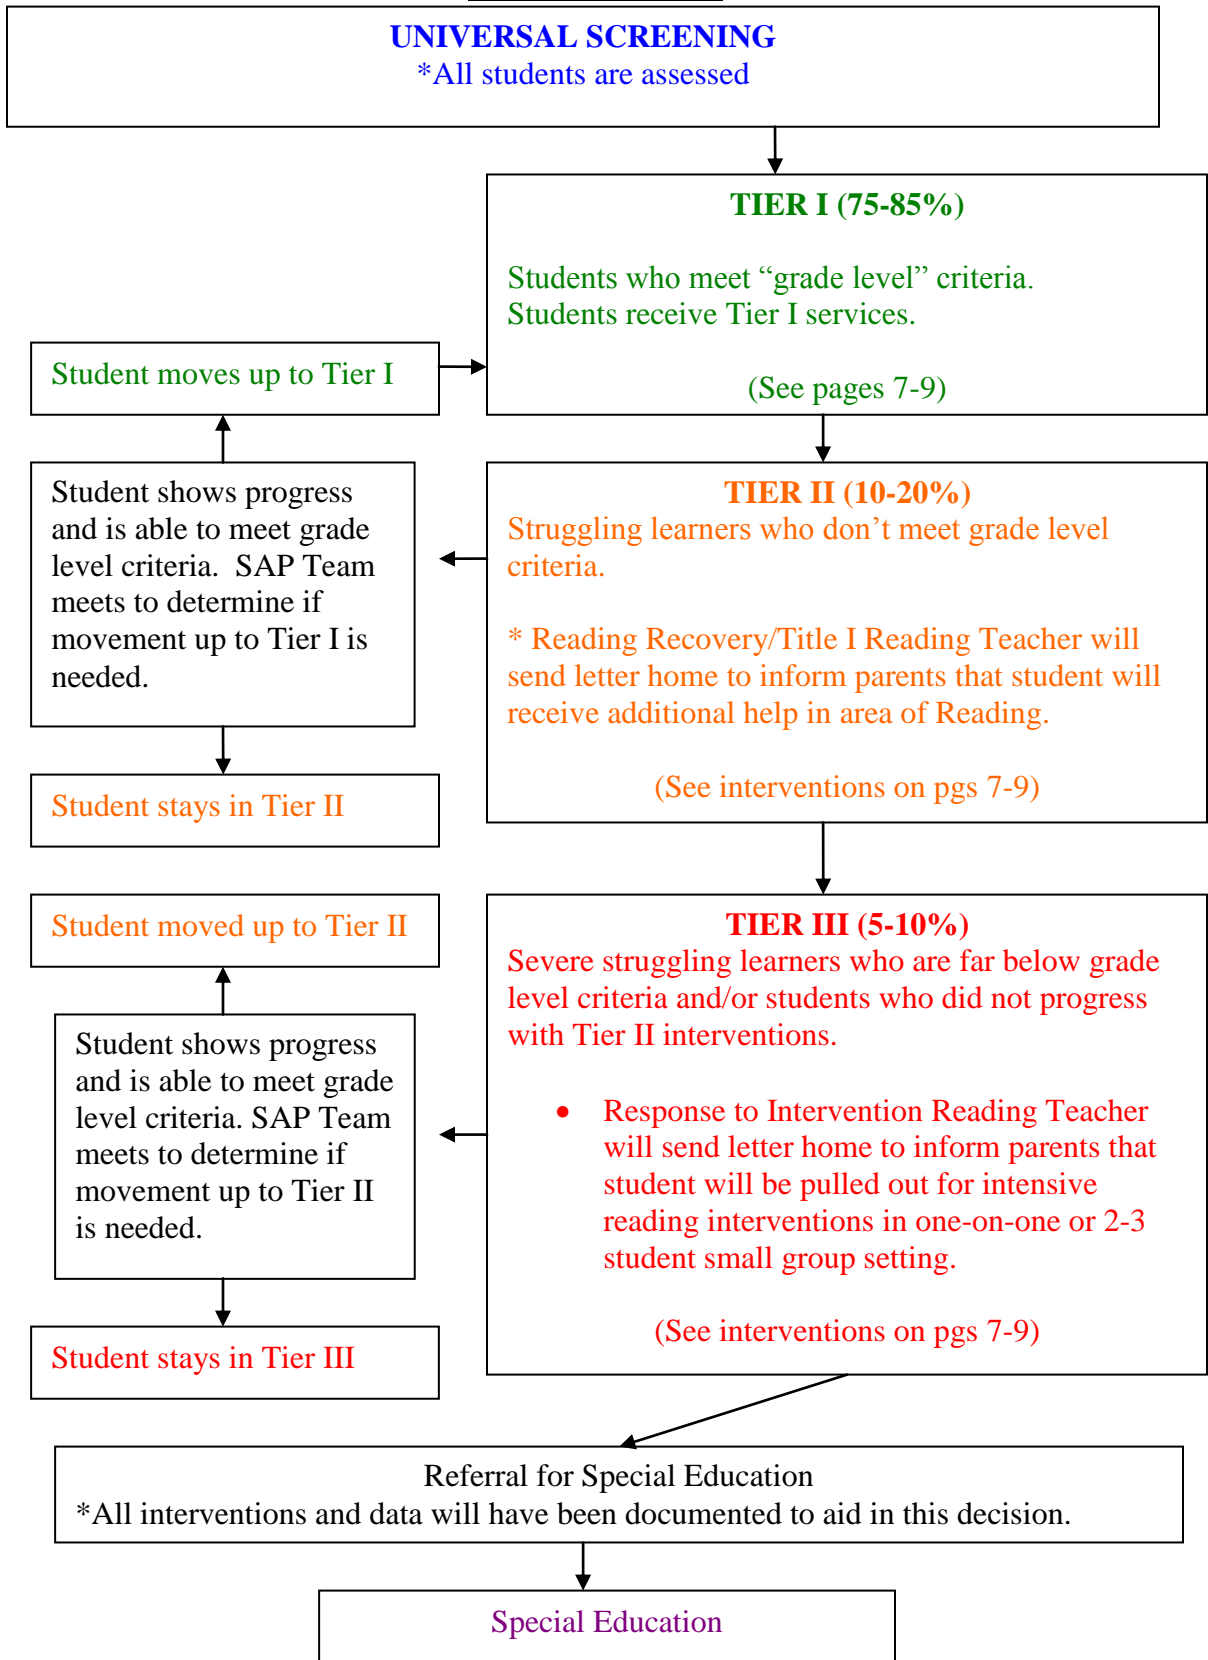 UNIVERSAL SCREENING
*All students are assessed
TIER I (75-85%)
Students who meet “grade level” criteria.
Students receive Tier I services.
(See pages 7-9)
Student moves up to Tier I
Student shows progress
and is able to meet grade
level criteria.  SAP Team
meets to determine if
movement up to Tier I is
needed.
Student stays in Tier II
TIER II (10-20%)
Struggling learners who don’t meet grade level
criteria.
* Reading Recovery/Title I Reading Teacher will
send letter home to inform parents that student will
receive additional help in area of Reading.
(See interventions on pgs 7-9)
Student moved up to Tier II
Student shows progress
and is able to meet grade
level criteria. SAP Team
meets to determine if
movement up to Tier II
is needed.
Student stays in Tier III
TIER III (5-10%)
Severe struggling learners who are far below grade
level criteria and/or students who did not progress
with Tier II interventions.
• Response to Intervention Reading Teacher
will send letter home to inform parents that
student will be pulled out for intensive
reading interventions in one-on-one or 2-3
student small group setting.
(See interventions on pgs 7-9)
Referral for Special Education
*All interventions and data will have been documented to aid in this decision.
Special Education